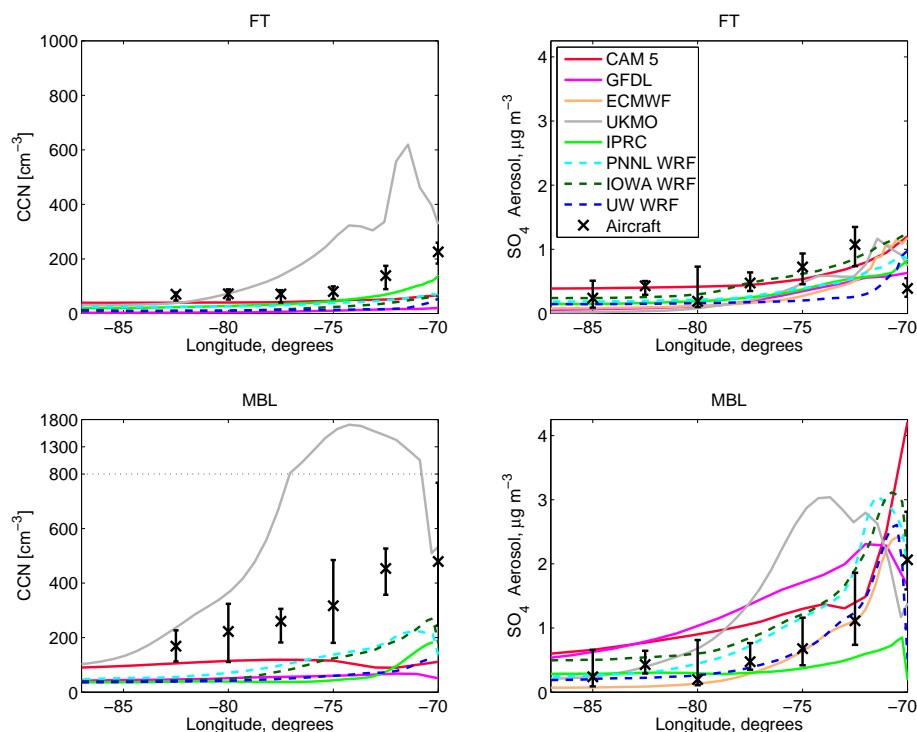 FT
1000
800
600
400
200
0
CCN [cm−3]
−85
−80
−75
−70
Longitude, degrees
FT
4
3
2
1
0
SO4 Aerosol, μg m−3
CAM 5
GFDL
ECMWF
UKMO
IPRC
PNNL WRF
IOWA WRF
UW WRF
Aircraft
−85
−80
−75
−70
Longitude, degrees
MBL
1800
1300
800
600
400
200
0
CCN [cm−3]
−85
−80
−75
−70
Longitude, degrees
MBL
4
3
2
1
0
SO4 Aerosol, μg m−3
−85
−80
−75
−70
Longitude, degrees